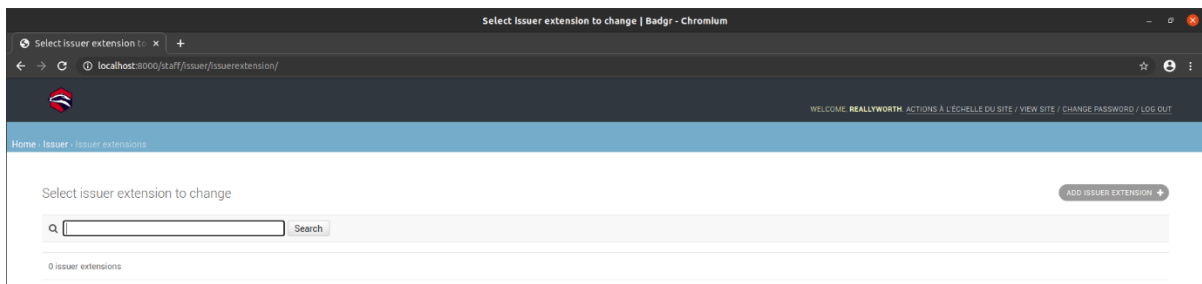 Select issuer extension to change | Badgr - Chromium
Select issuer extension to
localhost:8000/staff/issuer/issuerextension/
WELCOME, REALLYWORTH. ACTIONS À L'ÉCHELLE DU SITE / VIEW SITE / CHANGE PASSWORD / LOG OUT
Home › Issuer › Issuer extensions
Select issuer extension to change
ADD ISSUER EXTENSION +
Search
0 issuer extensions